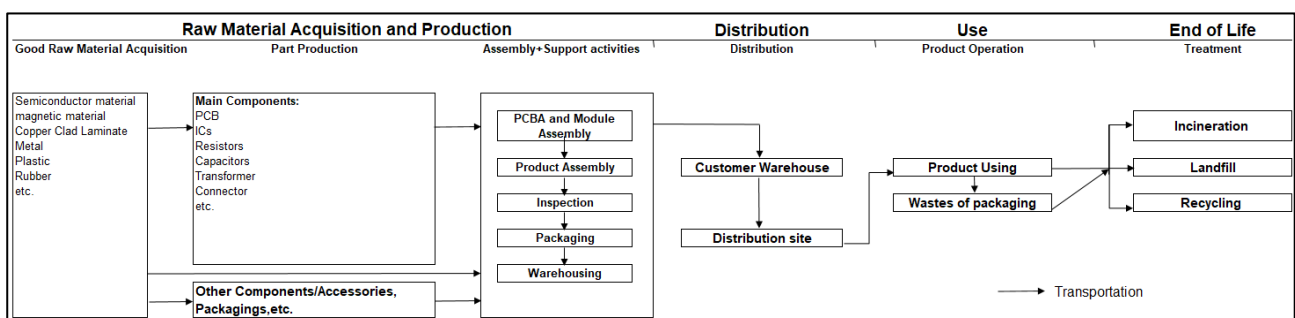 Raw Material Acquisition and Production
Distribution
Use
End of Life
Good Raw Material Acquisition
Part Production
Assembly+Support activities
Distribution
Product Operation
Treatment
Semiconductor material
magnetic material
Copper Clad Laminate
Metal
Plastic
Rubber
etc.
Main Components:
PCB
ICs
Resistors
Capacitors
Transformer
Connector
etc.
Other Components/Accessories,
Packagings,etc.
PCBA and Module
Assembly
Product Assembly
Inspection
Packaging
Warehousing
Customer Warehouse
Distribution site
Product Using
Wastes of packaging
Incineration
Landfill
Recycling
Transportation